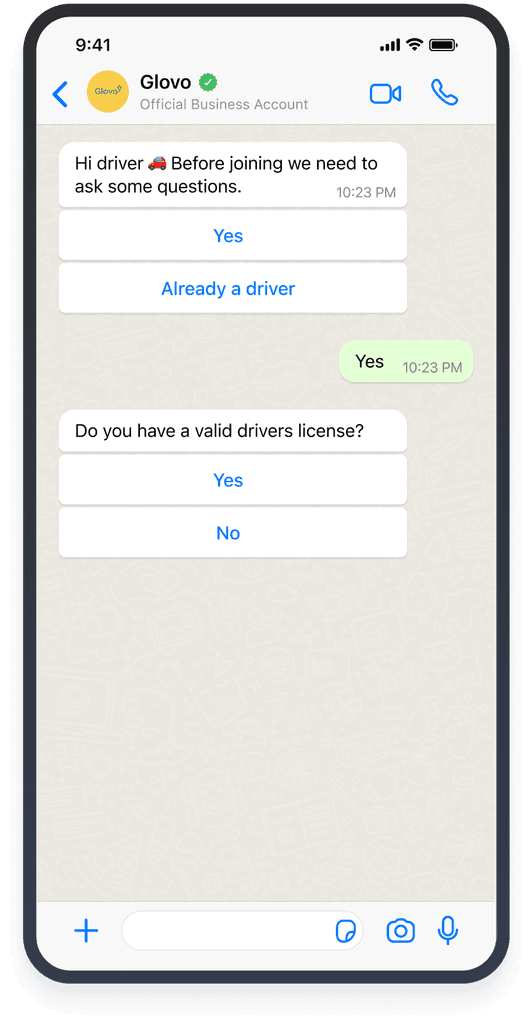 9:41
Glovo
Glovo
Official Business Account
Hi driver 🚗 Before joining we need to
ask some questions.
10:23 PM
Yes
Already a driver
Yes
10:23 PM
Do you have a valid drivers license?
Yes
No